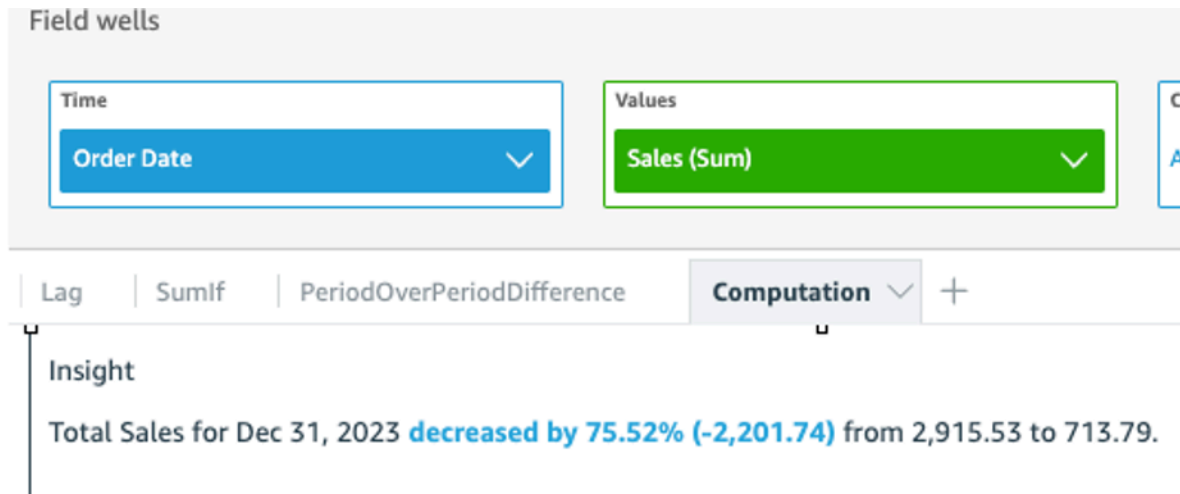 Field wells
Time
Values
C
Order Date
Sales (Sum)
A
Lag SumIf PeriodOverPeriodDifference Computation
Insight
Total Sales for Dec 31, 2023 decreased by 75.52% (-2,201.74) from 2,915.53 to 713.79.